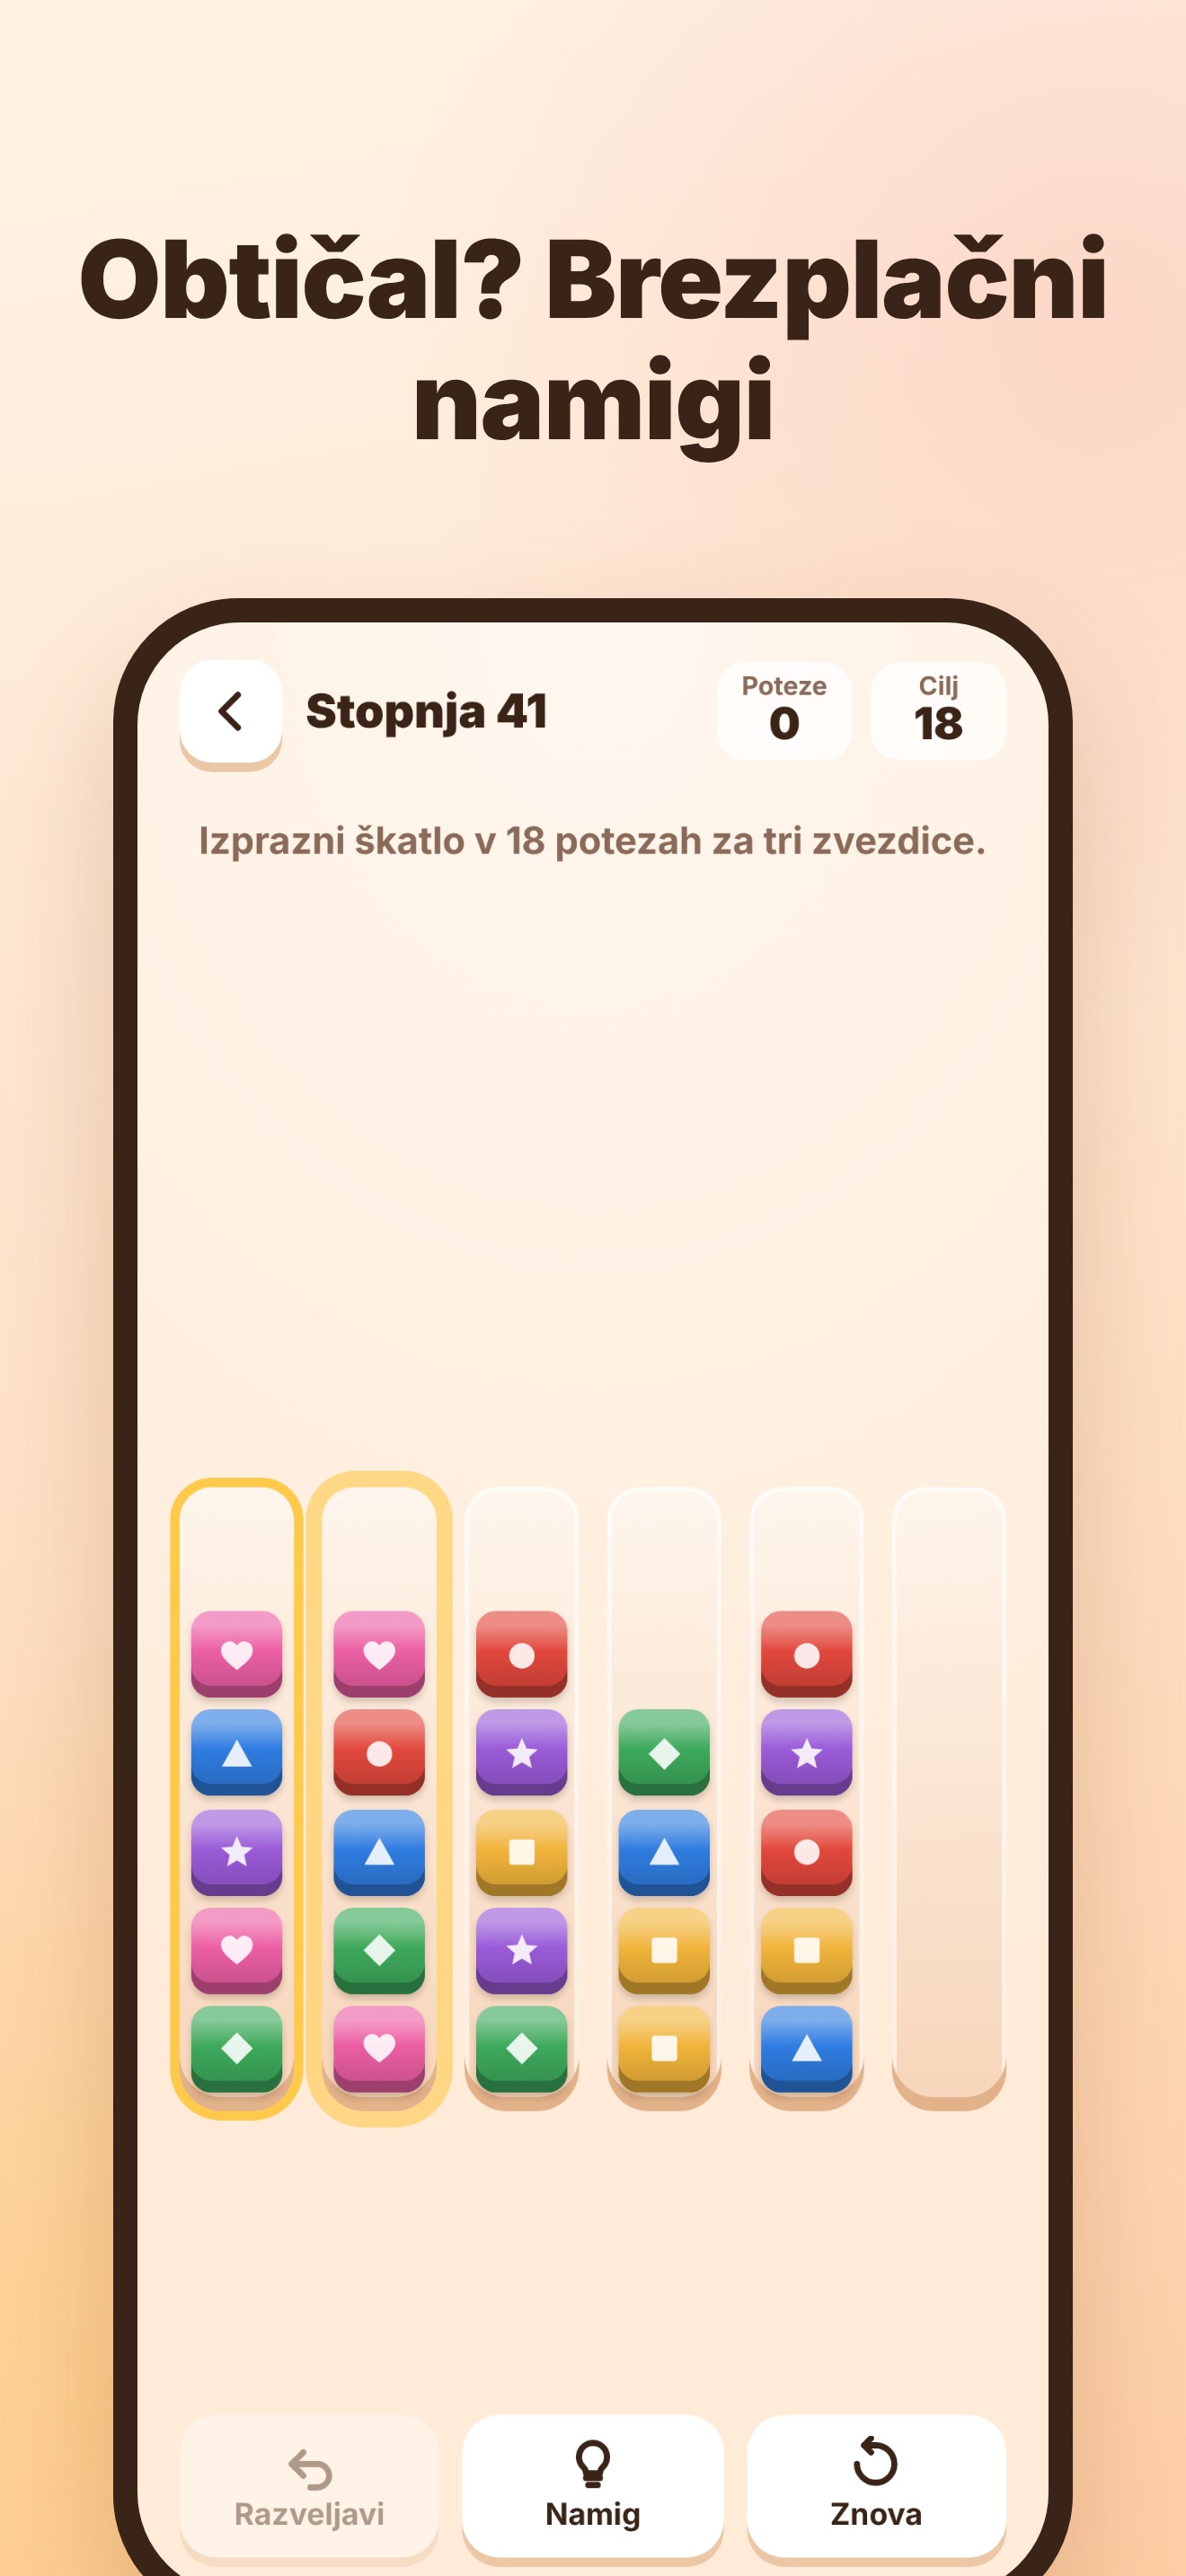 Obtičal? Brezplačni
namigi
Stopnja 41
Poteze
0
Cilj
18
Izprazni škatlo v 18 potezah za tri zvezdice.
Razveljavi
Namig
Znova